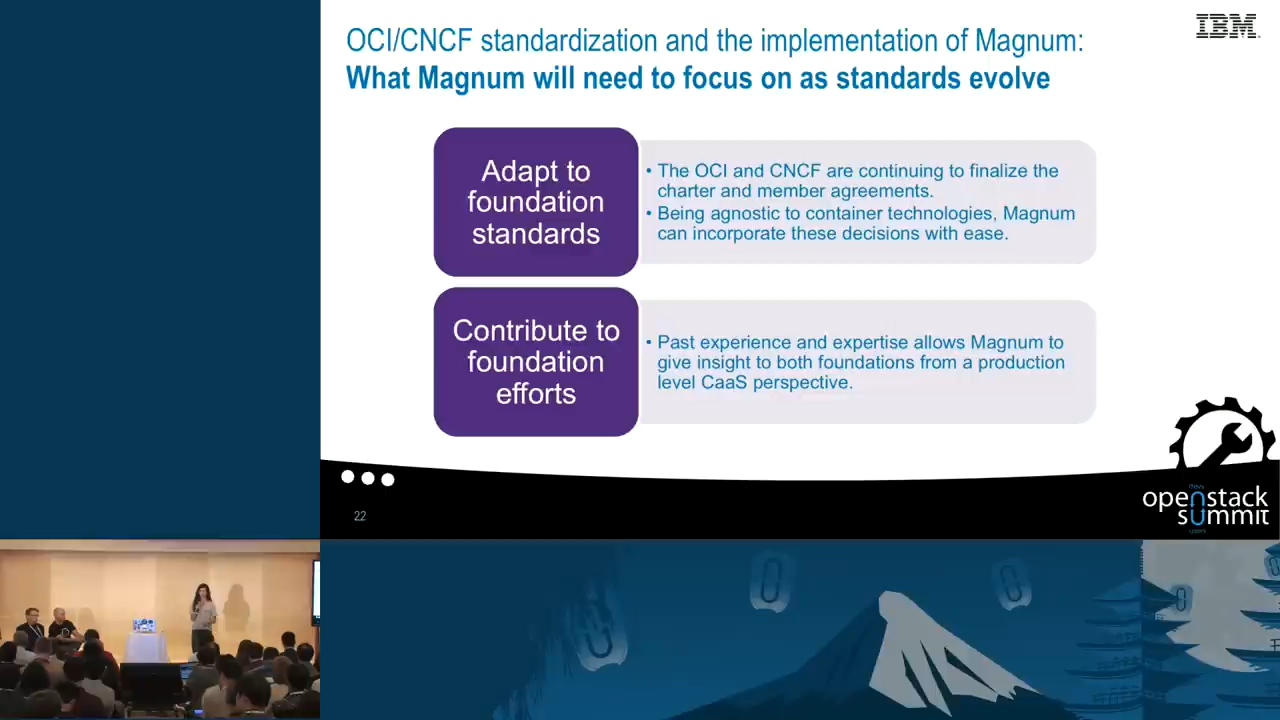 OCI/CNCF standardization and the implementation of Magnum:
What Magnum will need to focus on as standards evolve
IBM
Adapt to
foundation
standards
• The OCI and CNCF are continuing to finalize the
charter and member agreements.
• Being agnostic to container technologies, Magnum
can incorporate these decisions with ease.
Contribute to
foundation
efforts
• Past experience and expertise allows Magnum to
give insight to both foundations from a production
level CaaS perspective.
22
openstack
summit